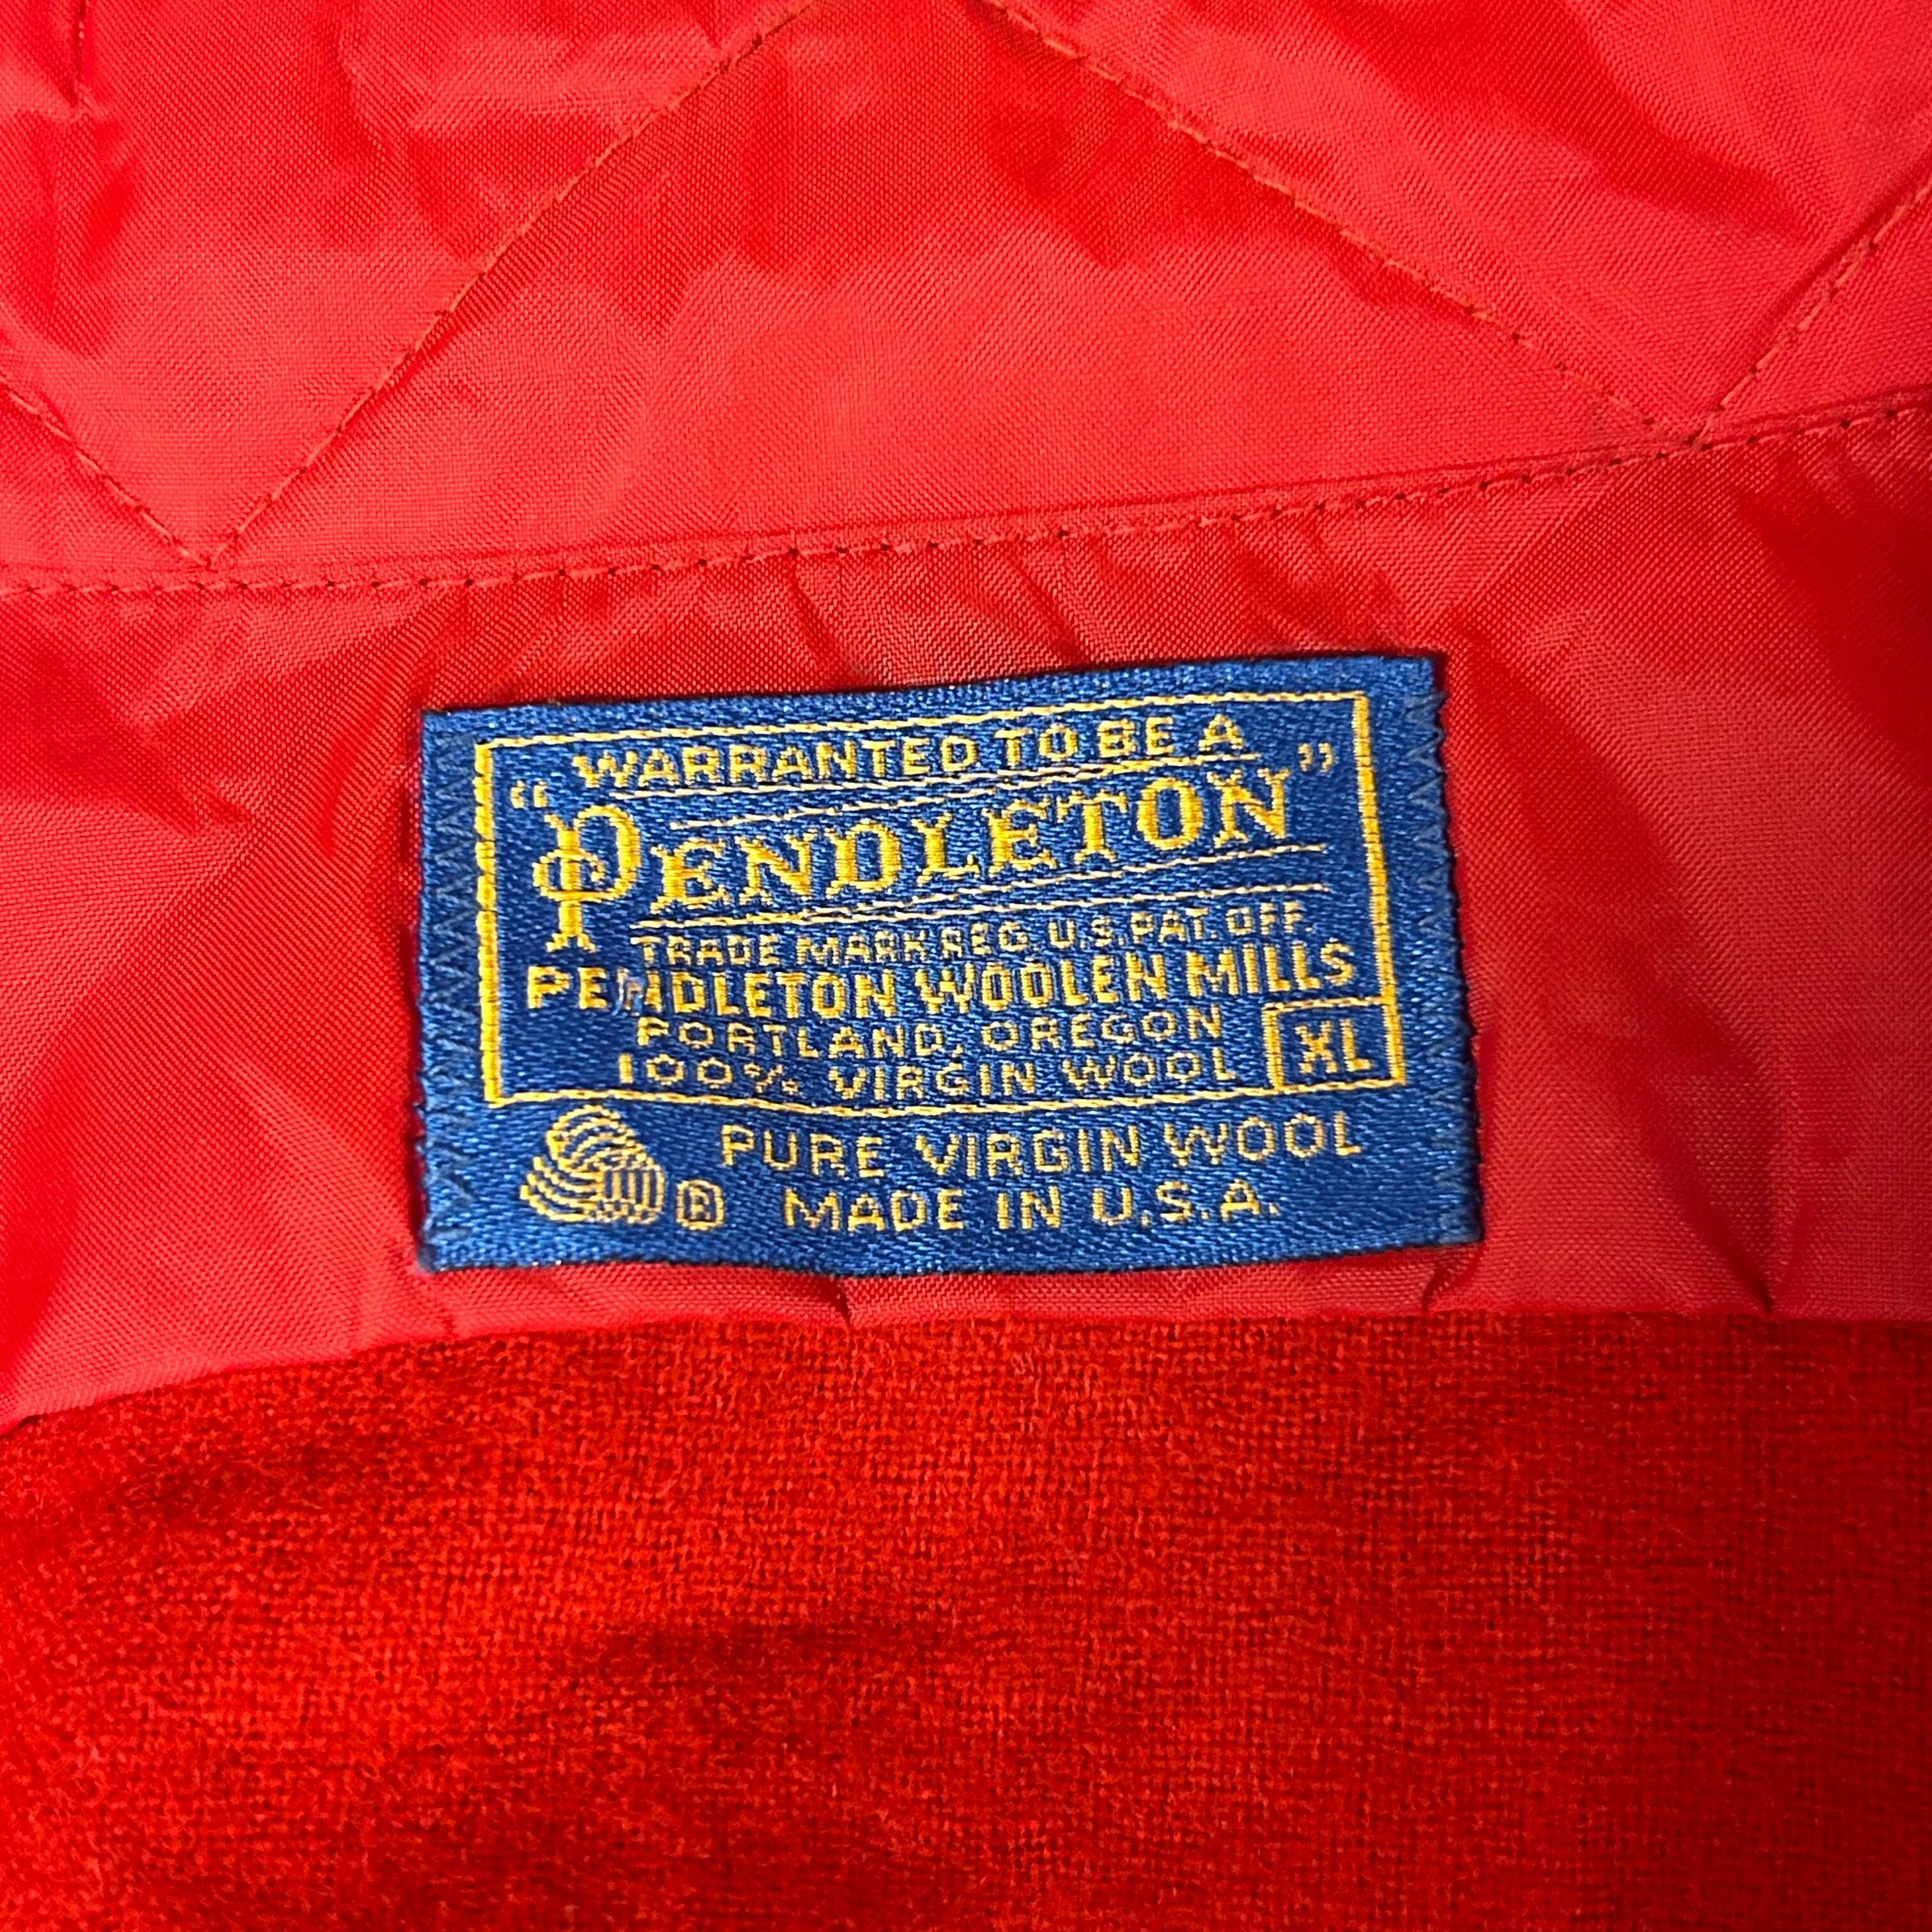 WARRANTED TO BE A
"PENDLETON"
TRADE MARK REG. U.S. PAT. OFF.
PENDLETON WOOLEN MILLS
PORTLAND, OREGON
100% VIRGIN WOOL XL
® PURE VIRGIN WOOL
MADE IN U.S.A.